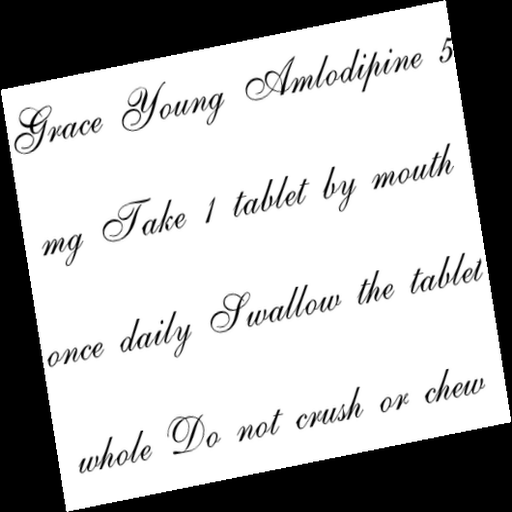 Grace Young Amlodipine 5
mg Take 1 tablet by mouth
once daily Swallow the tablet
whole Do not crush or chew